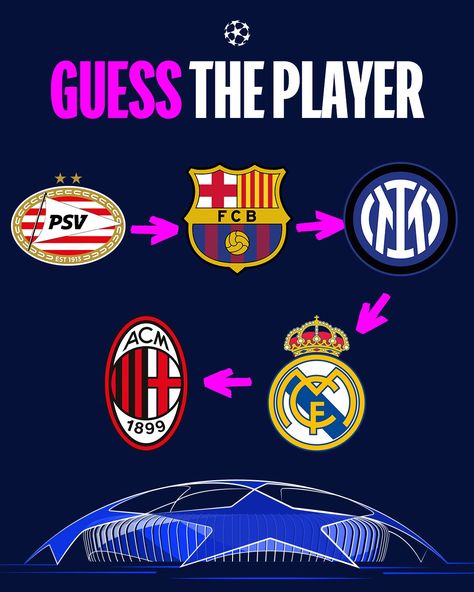 GUESS THE PLAYER
PSV
EST 1913
FCB
ACM
1899